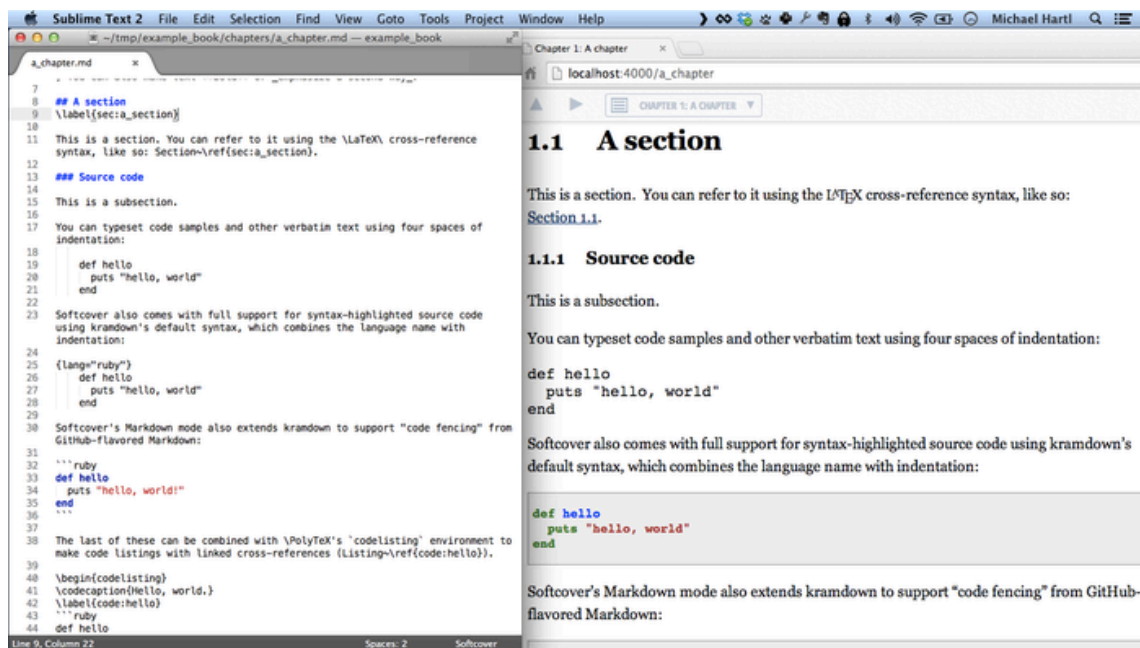 Sublime Text 2 File Edit Selection Find View Goto Tools Project Window Help Michael Hartl
~/tmp/example_book/chapters/a_chapter.md — example_book
a_chapter.md ×
7
8 ## A section
9 \label{sec:a_section}
10
11 This is a section. You can refer to it using the \LaTeX\ cross-reference
syntax, like so: Section~\ref{sec:a_section}.
12
13 ### Source code
14
15 This is a subsection.
16
17 You can typeset code samples and other verbatim text using four spaces of
indentation:
18
19 def hello
20 puts "hello, world"
21 end
22
23 Softcover also comes with full support for syntax-highlighted source code
using kramdown's default syntax, which combines the language name with
indentation:
24
25 {lang="ruby"}
26 def hello
27 puts "hello, world"
28 end
29
30 Softcover's Markdown mode also extends kramdown to support "code fencing" from
GitHub-flavored Markdown:
31
32 ```ruby
33 def hello
34 puts "hello, world!"
35 end
36 ```
37
38 The last of these can be combined with \PolyTeX's `codelisting` environment to
make code listings with linked cross-references (Listing~\ref{code:hello}).
39
40 \begin{codelisting}
41 \codecaption{Hello, world.}
42 \label{code:hello}
43 ```ruby
44 def hello
Line 9, Column 22 Spaces: 2 Softcover
Chapter 1: A chapter ×
localhost:4000/a_chapter
CHAPTER 1: A CHAPTER ▼
1.1 A section
This is a section. You can refer to it using the LATEX cross-reference syntax, like so:
Section 1.1.
1.1.1 Source code
This is a subsection.
You can typeset code samples and other verbatim text using four spaces of indentation:
def hello
puts "hello, world"
end
Softcover also comes with full support for syntax-highlighted source code using kramdown's
default syntax, which combines the language name with indentation:
def hello
puts "hello, world"
end
Softcover's Markdown mode also extends kramdown to support “code fencing” from GitHub-
flavored Markdown: